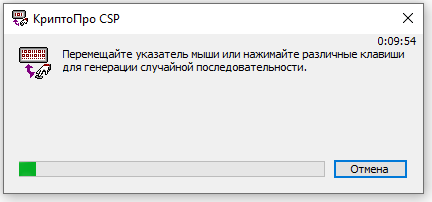 КриптоПро CSP
0:09:54
Перемещайте указатель мыши или нажимайте различные клавиши
для генерации случайной последовательности.
Отмена